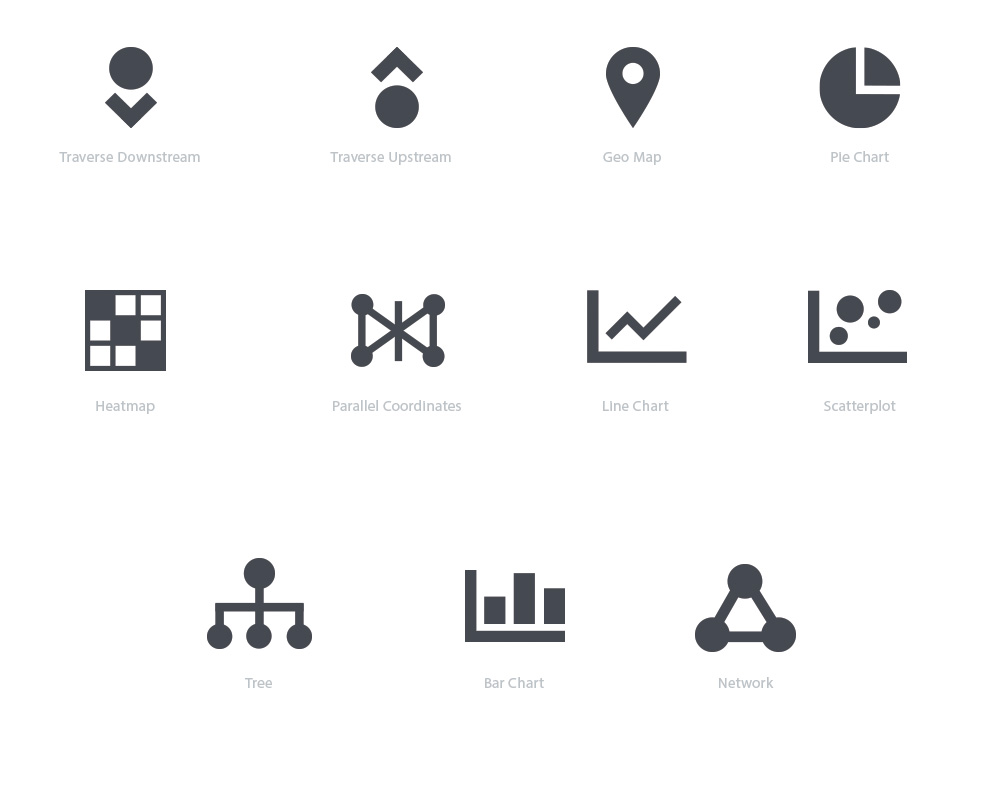 Traverse Downstream
Traverse Upstream
Geo Map
Pie Chart
Heatmap
Parallel Coordinates
Line Chart
Scatterplot
Tree
Bar Chart
Network